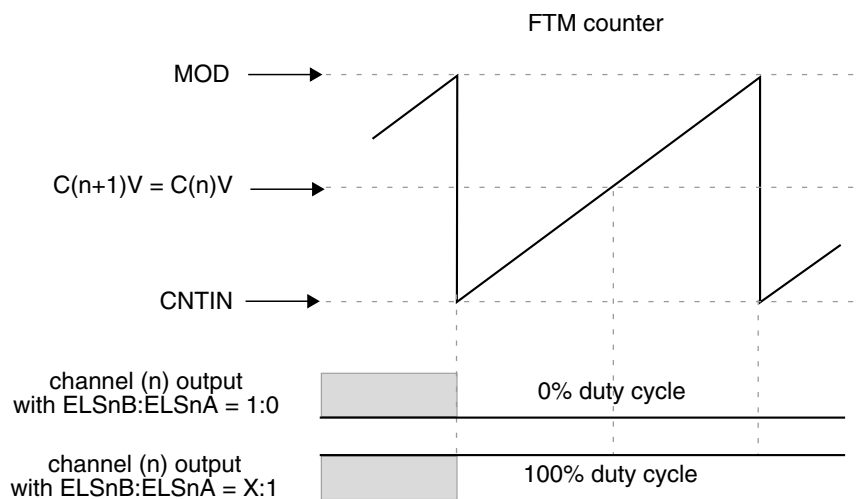 FTM counter
MOD
C(n+1)V = C(n)V
CNTIN
channel (n) output
with ELSnB:ELSnA = 1:0
0% duty cycle
channel (n) output
with ELSnB:ELSnA = X:1
100% duty cycle